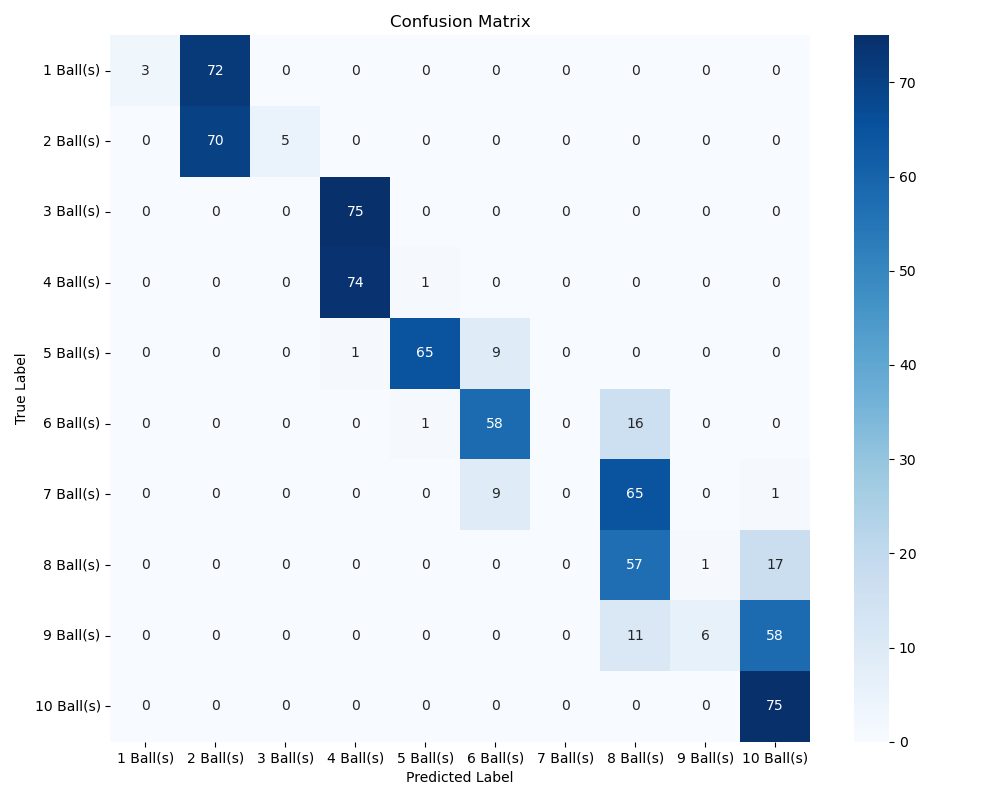 Confusion Matrix
True Label
1 Ball(s) 3 72 0 0 0 0 0 0 0 0
2 Ball(s) 0 70 5 0 0 0 0 0 0 0
3 Ball(s) 0 0 0 75 0 0 0 0 0 0
4 Ball(s) 0 0 0 74 1 0 0 0 0 0
5 Ball(s) 0 0 0 1 65 9 0 0 0 0
6 Ball(s) 0 0 0 0 1 58 0 16 0 0
7 Ball(s) 0 0 0 0 0 9 0 65 0 1
8 Ball(s) 0 0 0 0 0 0 0 57 1 17
9 Ball(s) 0 0 0 0 0 0 0 11 6 58
10 Ball(s) 0 0 0 0 0 0 0 0 0 75
1 Ball(s) 2 Ball(s) 3 Ball(s) 4 Ball(s) 5 Ball(s) 6 Ball(s) 7 Ball(s) 8 Ball(s) 9 Ball(s) 10 Ball(s)
Predicted Label
70
60
50
40
30
20
10
0